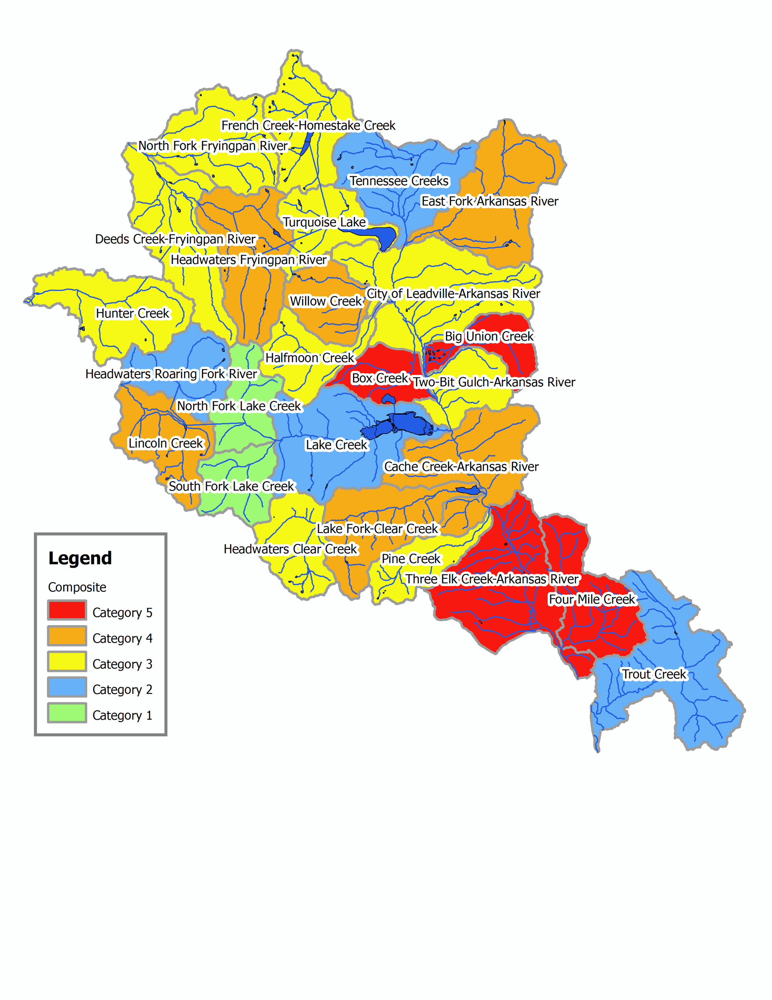 French Creek-Homestake Creek
North Fork Fryingpan River
Tennessee Creeks
East Fork Arkansas River
Turquoise Lake
Deeds Creek-Fryingpan River
Headwaters Fryingpan River
City of Leadville-Arkansas River
Willow Creek
Hunter Creek
Big Union Creek
Halfmoon Creek
Headwaters Roaring Fork River
Box Creek
Two-Bit Gulch-Arkansas River
North Fork Lake Creek
Lincoln Creek
Lake Creek
Cache Creek-Arkansas River
South Fork Lake Creek
Lake Fork-Clear Creek
Headwaters Clear Creek
Pine Creek
Three Elk Creek-Arkansas River
Four Mile Creek
Trout Creek
Legend
Composite
Category 5
Category 4
Category 3
Category 2
Category 1